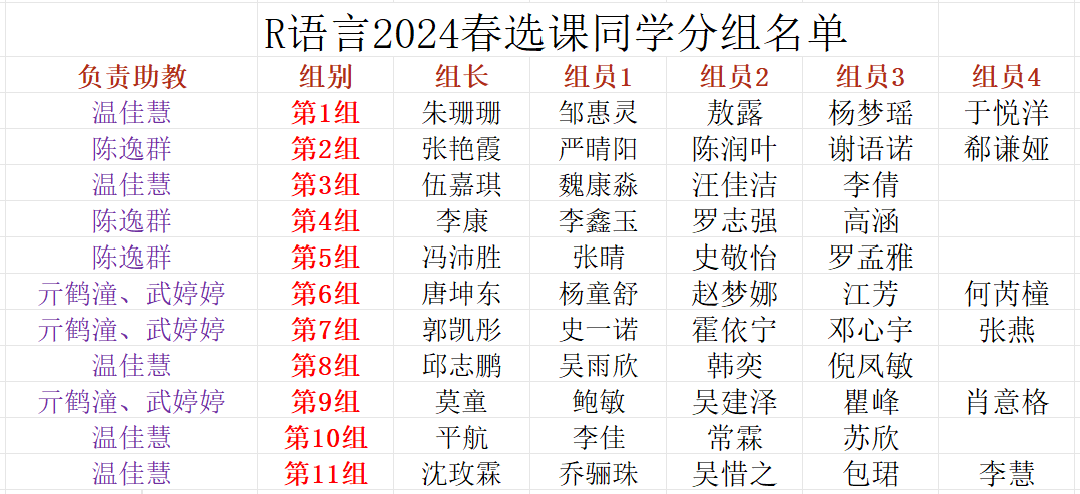 R语言2024春选课同学分组名单
负责助教 组别 组长 组员1 组员2 组员3 组员4
温佳慧 第1组 朱珊珊 邹惠灵 敖露 杨梦瑶 于悦洋
陈逸群 第2组 张艳霞 严晴阳 陈润叶 谢语诺 郗谦娅
温佳慧 第3组 伍嘉琪 魏康淼 汪佳洁 李倩
陈逸群 第4组 李康 李鑫玉 罗志强 高涵
陈逸群 第5组 冯沛胜 张晴 史敬怡 罗孟雅
亓鹤潼、武婷婷 第6组 唐坤东 杨童舒 赵梦娜 江芳 何芮橦
亓鹤潼、武婷婷 第7组 郭凯彤 史一诺 霍依宁 邓心宇 张燕
温佳慧 第8组 邱志鹏 吴雨欣 韩奕 倪凤敏
亓鹤潼、武婷婷 第9组 莫童 鲍敏 吴建泽 瞿峰 肖意格
温佳慧 第10组 平航 李佳 常霖 苏欣
温佳慧 第11组 沈玫霖 乔骊珠 吴惜之 包珺 李慧